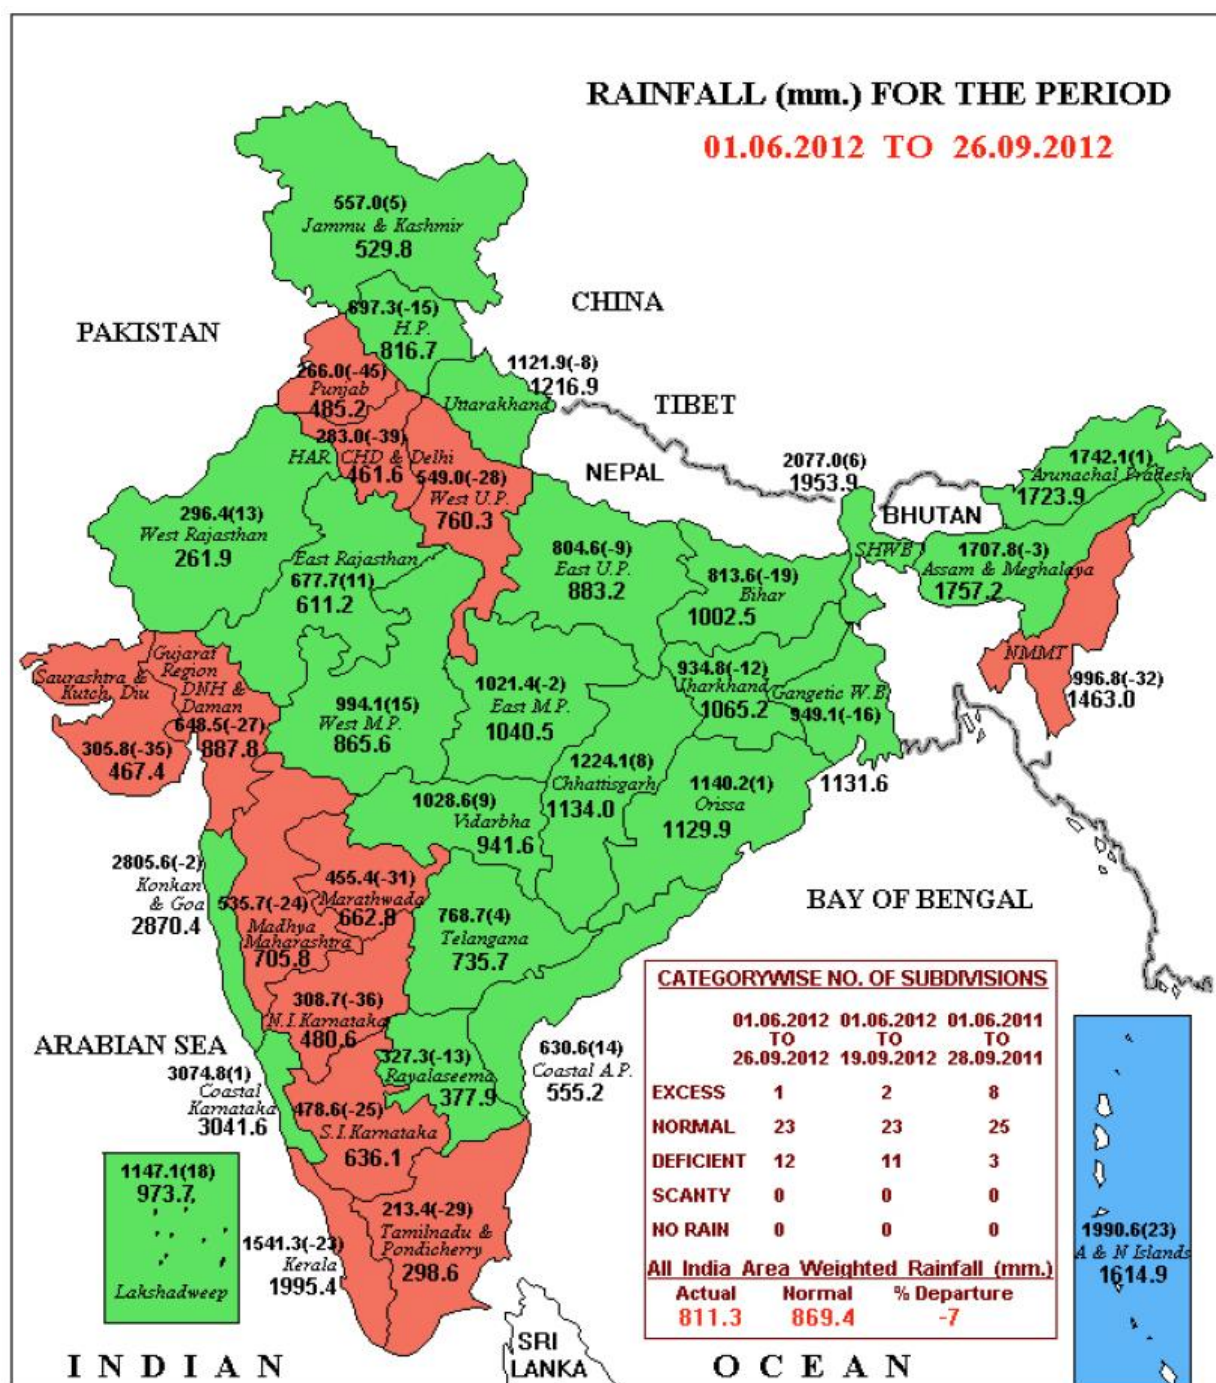 RAINFALL (mm.) FOR THE PERIOD
01.06.2012 TO 26.09.2012
557.0(5)
Jammu & Kashmir
529.8
CHINA
697.3(-15)
H.P.
816.7
PAKISTAN
266.0(-45)
Punjab
485.2
1121.9(-8)
1216.9
Uttarakhand
TIBET
283.0(-39)
HAR. CHD & Delhi
461.6
549.0(-28)
West U.P.
760.3
NEPAL
2077.0(6)
1953.9
SHWB
BHUTAN
1742.1(1)
Arunachal Pradesh
1723.9
296.4(13)
West Rajasthan
261.9
East Rajasthan
677.7(11)
611.2
804.6(-9)
East U.P.
883.2
813.6(-19)
Bihar
1002.5
1707.8(-3)
Assam & Meghalaya
1757.2
NMMT
996.8(-32)
1463.0
Saurashtra &
Kutch, Diu
305.8(-35)
467.4
Gujarat
Region
DNH &
Daman
648.5(-27)
887.8
994.1(15)
West M.P.
865.6
1021.4(-2)
East M.P.
1040.5
934.8(-12)
Jharkhand
1065.2
Gangetic W.B
949.1(-16)
1131.6
1224.1(8)
Chhattisgarh
1134.0
1140.2(1)
Orissa
1129.9
1028.6(9)
Vidarbha
941.6
2805.6(-2)
Konkan
& Goa
2870.4
535.7(-24)
Madhya
Maharashtra
705.8
455.4(-31)
Marathwada
662.8
768.7(4)
Telangana
735.7
BAY OF BENGAL
308.7(-36)
N.I.Karnataka
480.6
ARABIAN SEA
3074.8(1)
Coastal
Karnataka
3041.6
327.3(-13)
Rayalaseema
377.9
630.6(14)
Coastal A.P.
555.2
478.6(-25)
S.I.Karnataka
636.1
1147.1(18)
973.7
Lakshadweep
1541.3(-23)
Kerala
1995.4
213.4(-29)
Tamilnadu &
Pondicherry
298.6
CATEGORYWISE NO. OF SUBDIVISIONS
01.06.2012 01.06.2012 01.06.2011
TO TO TO
26.09.2012 19.09.2012 28.09.2011
EXCESS 1 2 8
NORMAL 23 23 25
DEFICIENT 12 11 3
SCANTY 0 0 0
NO RAIN 0 0 0
All India Area Weighted Rainfall (mm.)
Actual Normal % Departure
811.3 869.4 -7
1990.6(23)
A & N Islands
1614.9
SRI
LANKA
INDIAN OCEAN